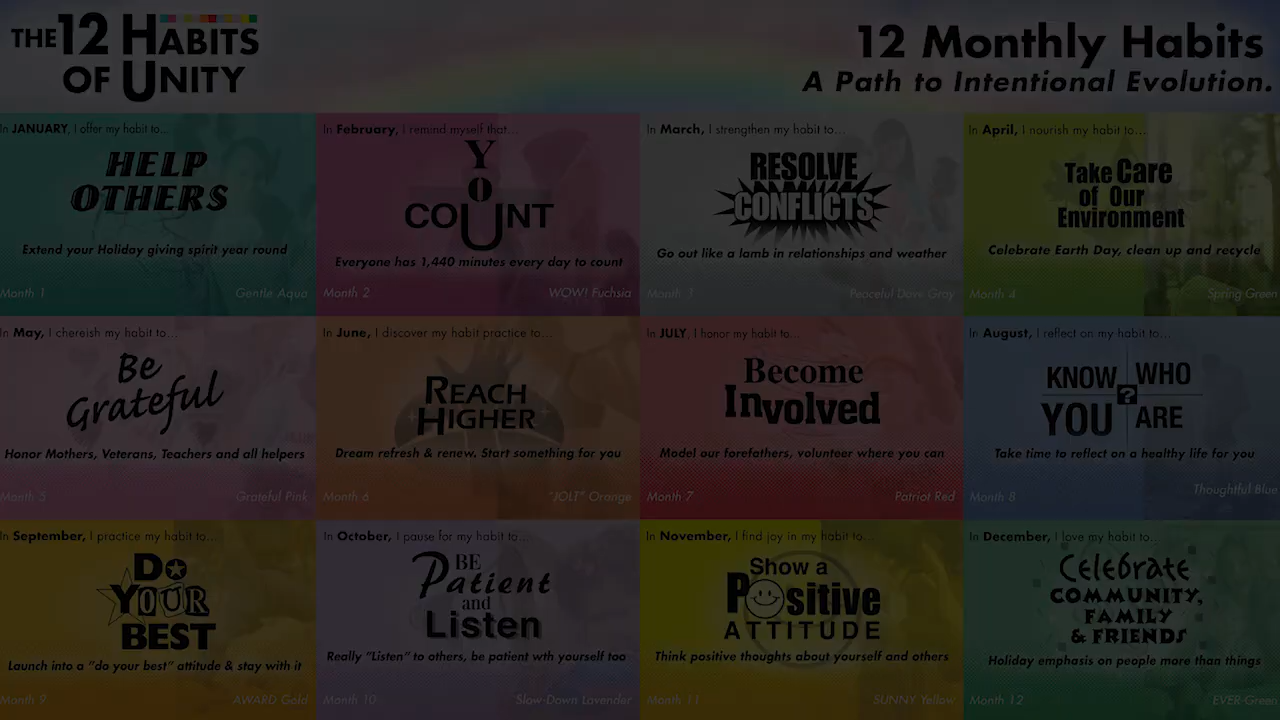 THE 12 HABITS
OF UNITY
12 Monthly Habits
A Path to Intentional Evolution.
In JANUARY, I offer my habit to...
HELP
OTHERS
Extend your Holiday giving spirit year round
Month 1
Gentle Aqua
In February, I remind myself that...
Y
O
COUNT
Everyone has 1,440 minutes every day to count
Month 2
WOW! Fuchsia
In March, I strengthen my habit to...
RESOLVE
CONFLICTS
Go out like a lamb in relationships and weather
Month 3
Peaceful Dove Gray
In April, I nourish my habit to...
Take Care
of Our
Environment
Celebrate Earth Day, clean up and recycle
Month 4
Spring Green
In May, I chereish my habit to...
Be
Grateful
Honor Mothers, Veterans, Teachers and all helpers
Month 5
Grateful Pink
In June, I discover my habit practice to...
REACH
HIGHER
Dream refresh & renew. Start something for you
Month 6
"JOLT" Orange
In JULY, I honor my habit to...
Become
Involved
Model our forefathers, volunteer where you can
Month 7
Patriot Red
In August, I reflect on my habit to...
KNOW WHO
?
YOU ARE
Take time to reflect on a healthy life for you
Month 8
Thoughtful Blue
In September, I practice my habit to...
DO
YOUR
BEST
Launch into a "do your best" attitude & stay with it
Month 9
AWARD Gold
In October, I pause for my habit to...
BE
Patient
and
Listen
Really "Listen" to others, be patient wth yourself too
Month 10
Slow-Down Lavender
In November, I find joy in my habit to...
Show a
Positive
ATTITUDE
Think positive thoughts about yourself and others
Month 11
SUNNY Yellow
In December, I love my habit to...
Celebrate
COMMUNITY,
FAMILY
& FRIENDS
Holiday emphasis on people more than things
Month 12
EVER-Green